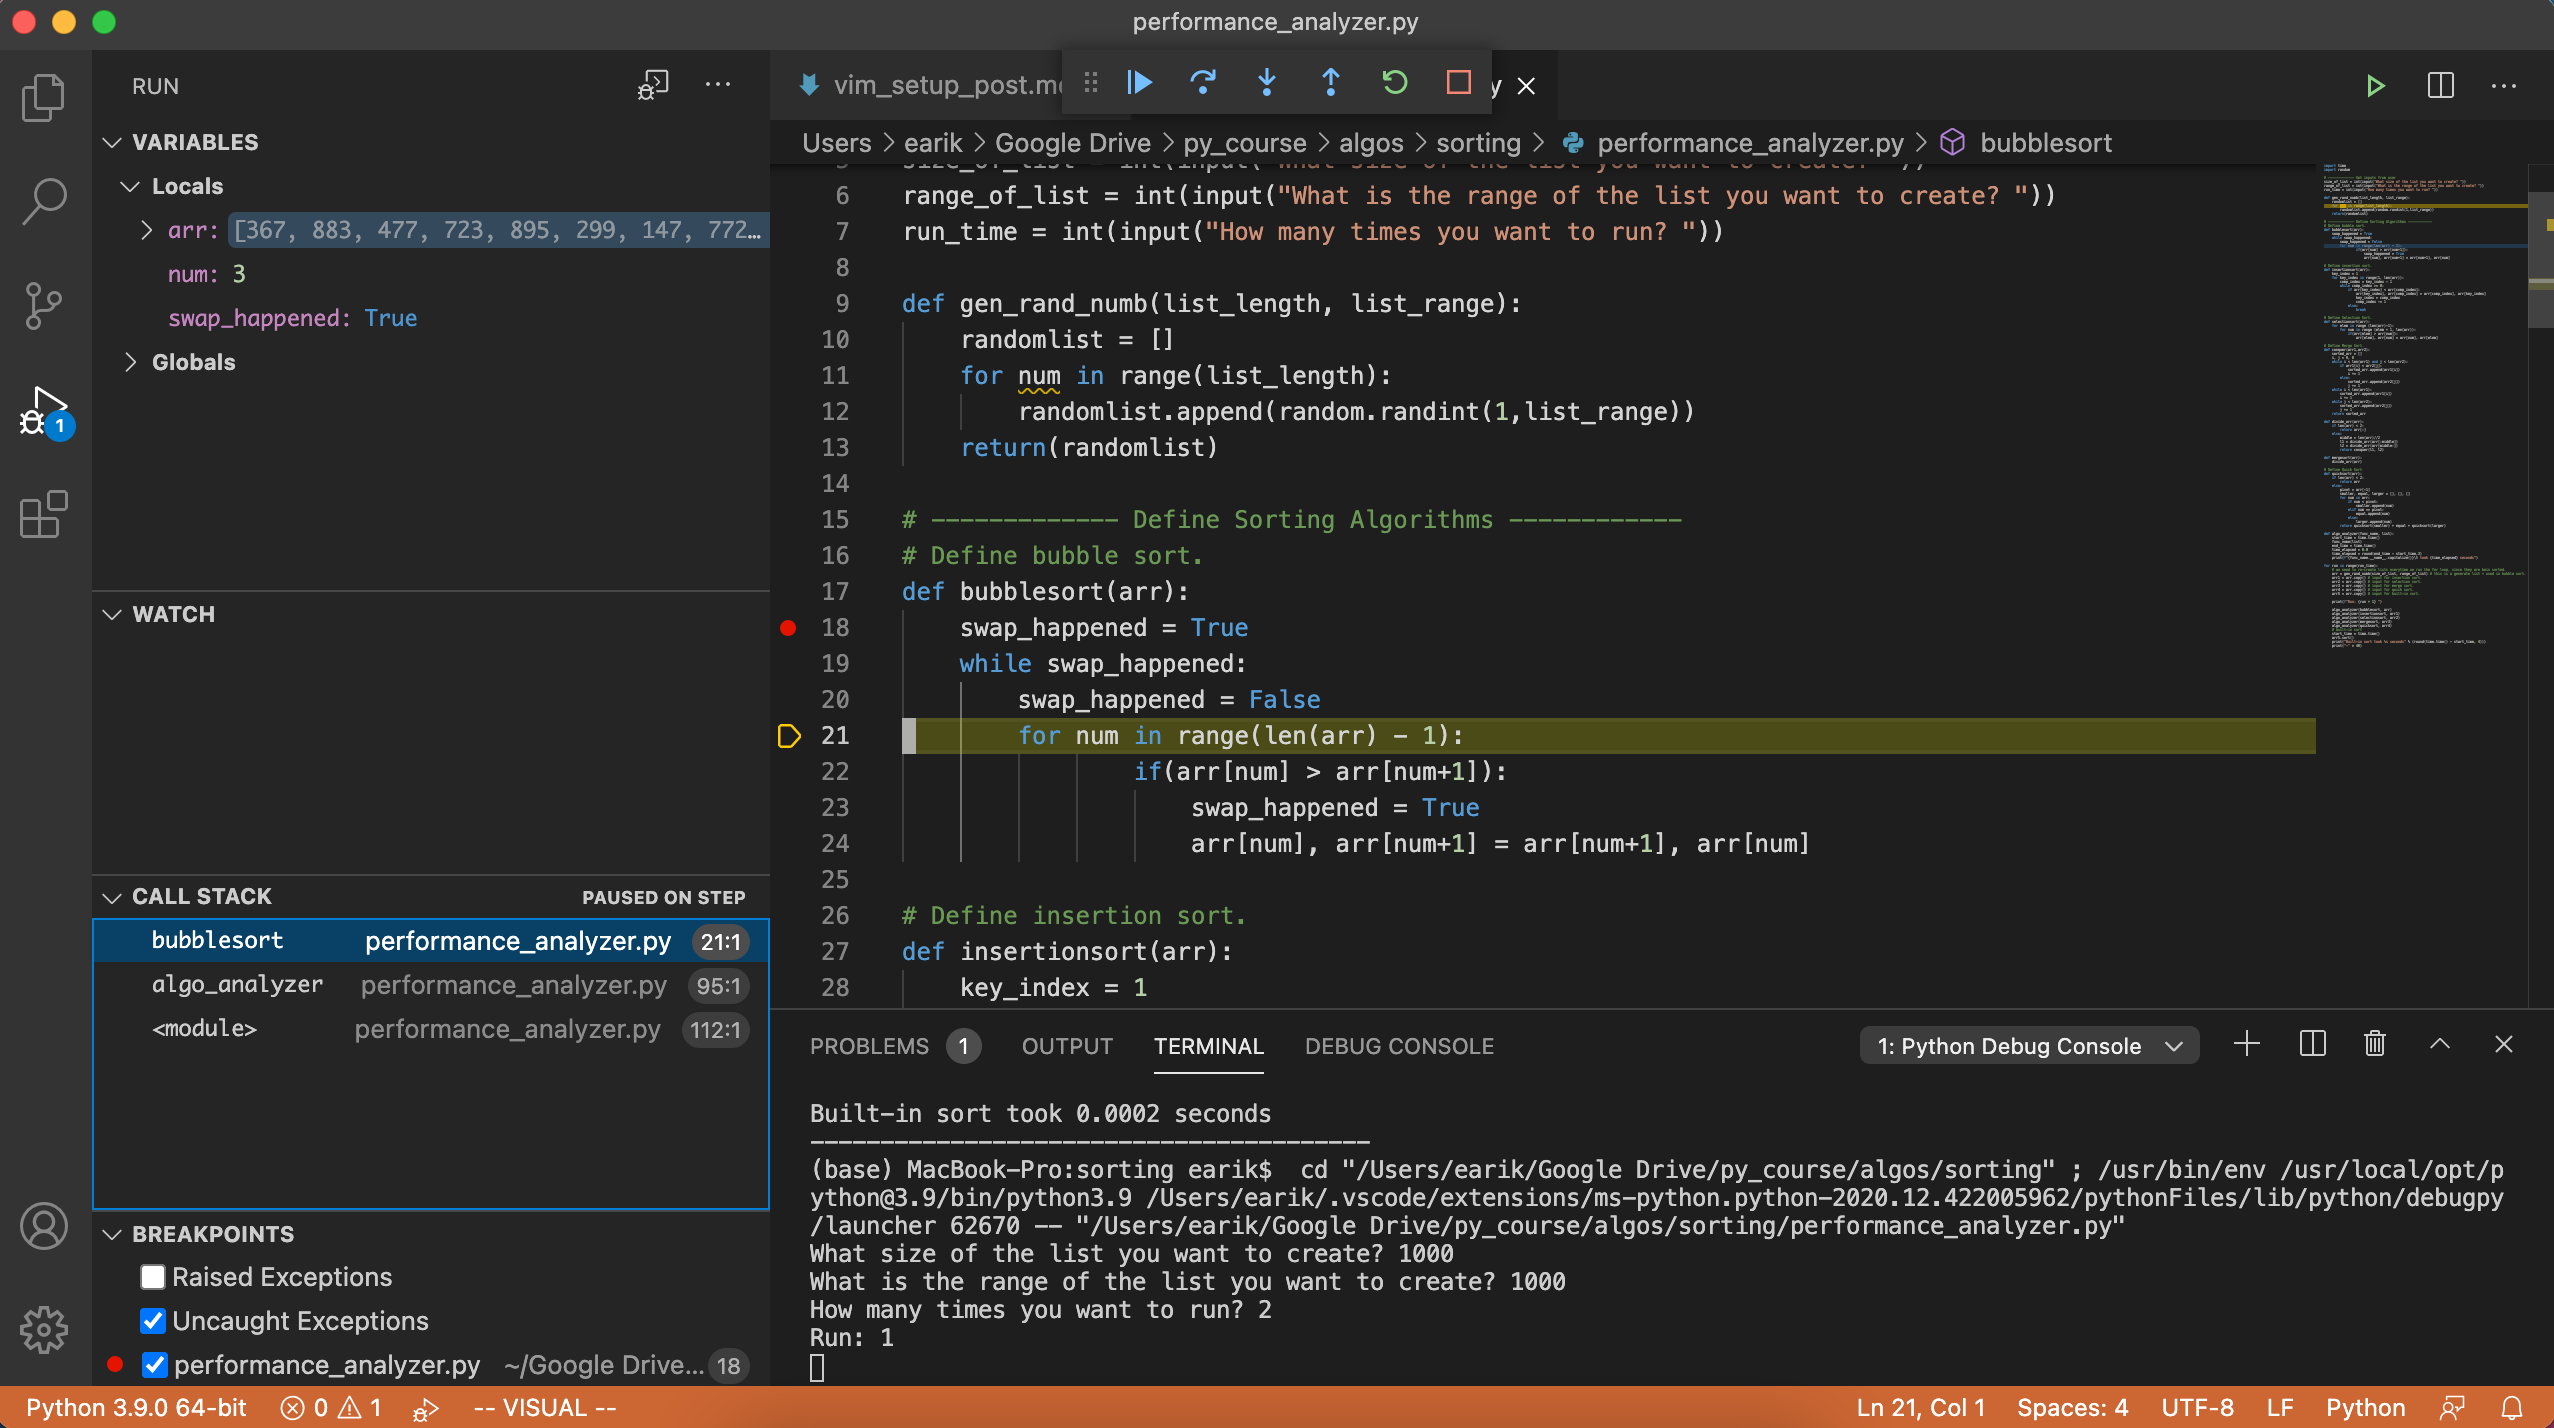 performance_analyzer.py
RUN
VARIABLES
Locals
arr: [367, 883, 477, 723, 895, 299, 147, 772…
num: 3
swap_happened: True
Globals
WATCH
CALL STACK PAUSED ON STEP
bubblesort performance_analyzer.py 21:1
algo_analyzer performance_analyzer.py 95:1
<module> performance_analyzer.py 112:1
BREAKPOINTS
Raised Exceptions
Uncaught Exceptions
performance_analyzer.py ~/Google Drive... 18
1
vim_setup_post.md
Users > earik > Google Drive > py_course > algos > sorting > performance_analyzer.py > bubblesort
5 size_of_list = int(input("What size of the list you want to create? "))
6 range_of_list = int(input("What is the range of the list you want to create? "))
7 run_time = int(input("How many times you want to run? "))
8
9 def gen_rand_numb(list_length, list_range):
10 randomlist = []
11 for num in range(list_length):
12 randomlist.append(random.randint(1,list_range))
13 return(randomlist)
14
15 # ------------- Define Sorting Algorithms ------------
16 # Define bubble sort.
17 def bubblesort(arr):
18 swap_happened = True
19 while swap_happened:
20 swap_happened = False
21 for num in range(len(arr) - 1):
22 if(arr[num] > arr[num+1]):
23 swap_happened = True
24 arr[num], arr[num+1] = arr[num+1], arr[num]
25
26 # Define insertion sort.
27 def insertionsort(arr):
28 key_index = 1
PROBLEMS 1 OUTPUT TERMINAL DEBUG CONSOLE 1: Python Debug Console
Built-in sort took 0.0002 seconds
----------------------------------------
(base) MacBook-Pro:sorting earik$  cd "/Users/earik/Google Drive/py_course/algos/sorting" ; /usr/bin/env /usr/local/opt/p
ython@3.9/bin/python3.9 /Users/earik/.vscode/extensions/ms-python.python-2020.12.422005962/pythonFiles/lib/python/debugpy
/launcher 62670 -- "/Users/earik/Google Drive/py_course/algos/sorting/performance_analyzer.py"
What size of the list you want to create? 1000
What is the range of the list you want to create? 1000
How many times you want to run? 2
Run: 1
Python 3.9.0 64-bit 0 1 -- VISUAL -- Ln 21, Col 1 Spaces: 4 UTF-8 LF Python